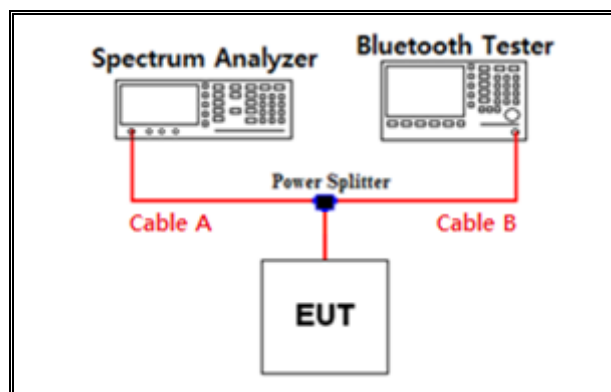 Spectrum Analyzer
Bluetooth Tester
Power Splitter
Cable A
Cable B
EUT